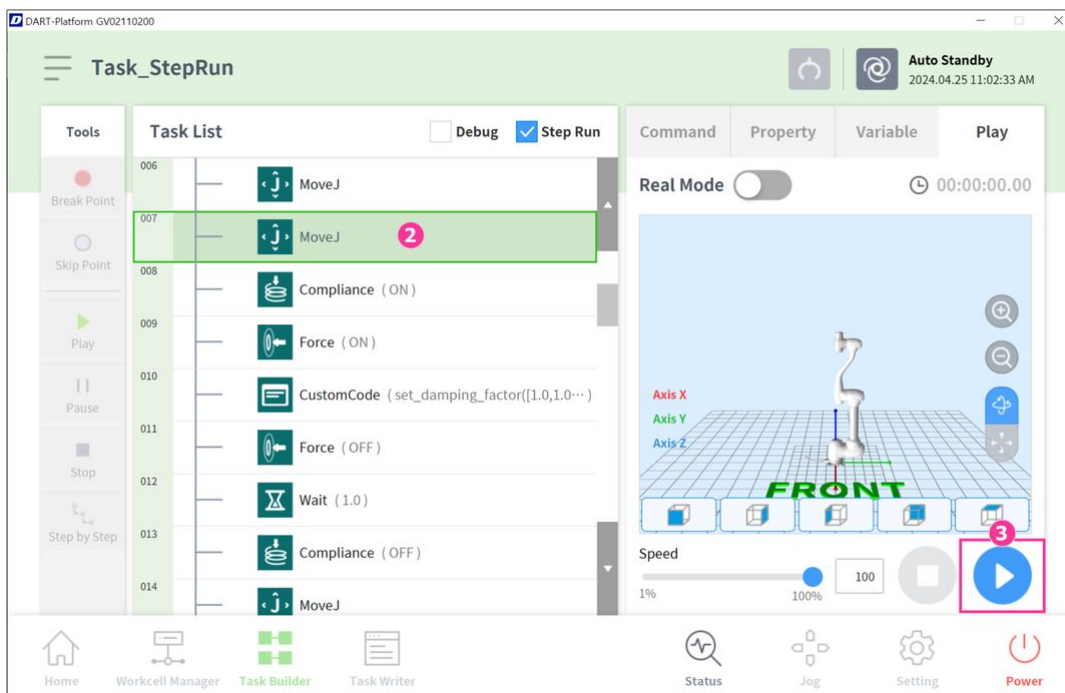 DART-Platform GV02110200
Task_StepRun
Auto Standby
2024.04.25 11:02:33 AM
Tools
Task List
Debug
Step Run
Command
Property
Variable
Play
Break Point
Skip Point
Play
Pause
Stop
Step by Step
006
MoveJ
007
MoveJ
2
008
Compliance (ON)
009
Force (ON)
010
CustomCode (set_damping_factor([1.0,1.0⋯)
011
Force (OFF)
012
Wait (1.0)
013
Compliance (OFF)
014
MoveJ
Real Mode
00:00:00.00
Axis X
Axis Y
Axis Z
FRONT
3
Speed
1%
100%
100
Home
Workcell Manager
Task Builder
Task Writer
Status
Jog
Setting
Power